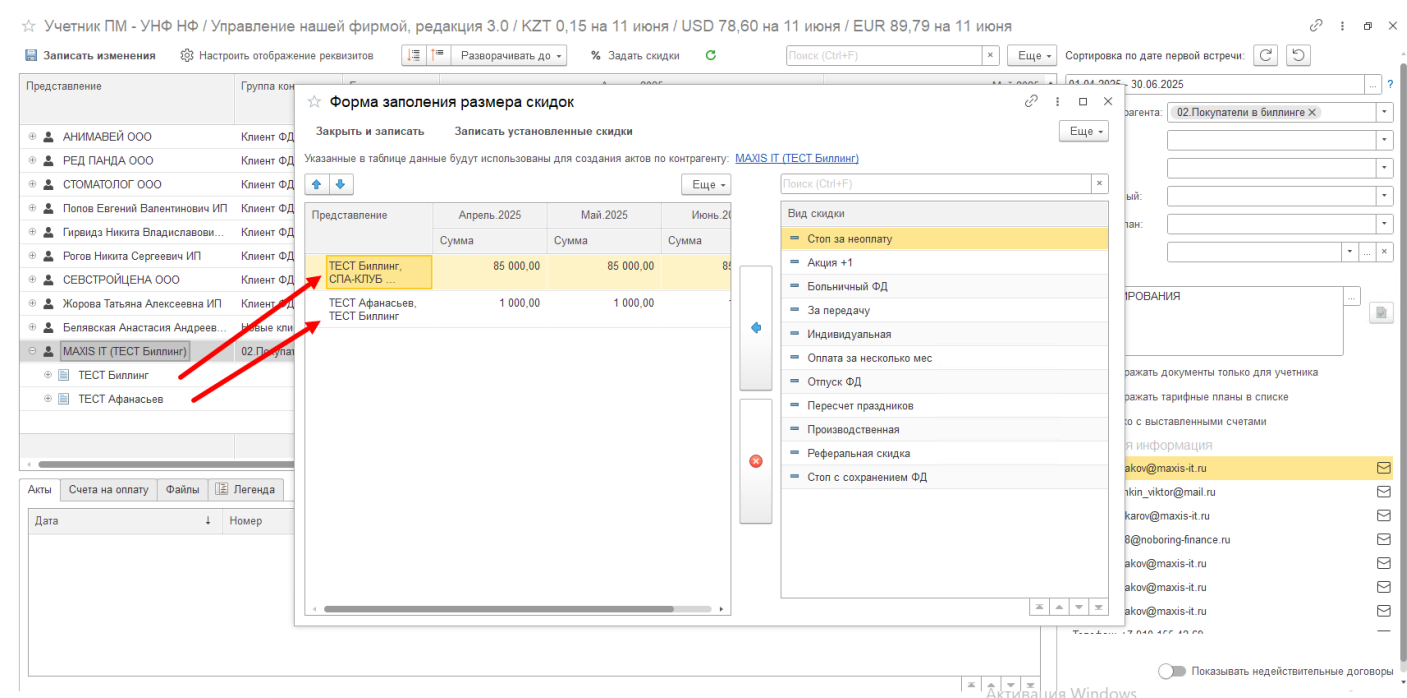 Учетник ПМ - УНФ НФ / Управление нашей фирмой, редакция 3.0 / KZT 0,15 на 11 июня / USD 78,60 на 11 июня / EUR 89,79 на 11 июня
Записать изменения Настроить отображение реквизитов Разворачивать до % Задать скидки Поиск (Ctrl+F) × Еще Сортировка по дате первой встречи:
Представление Группа кон
01.04.2025 - 30.06.2025 ... ?
Форма заполения размера скидок
Закрыть и записать Записать установленные скидки Еще
Указанные в таблице данные будут использованы для создания актов по контрагенту: MAXIS IT (ТЕСТ Биллинг)
Еще Поиск (Ctrl+F) ×
Представление Апрель.2025 Май.2025 Июнь.20
Сумма Сумма Сумма
ТЕСТ Биллинг, СПА-КЛУБ ... 85 000,00 85 000,00 85
ТЕСТ Афанасьев, ТЕСТ Биллинг 1 000,00 1 000,00
Вид скидки
Стоп за неоплату
Акция +1
Больничный ФД
За передачу
Индивидуальная
Оплата за несколько мес
Отпуск ФД
Пересчет праздников
Производственная
Реферальная скидка
Стоп с сохранением ФД
АНИМАВЕЙ ООО Клиент ФД
РЕД ПАНДА ООО Клиент ФД
СТОМАТОЛОГ ООО Клиент ФД
Попов Евгений Валентинович ИП Клиент ФД
Гирвидз Никита Владиславови... Клиент ФД
Рогов Никита Сергеевич ИП Клиент ФД
СЕВСТРОЙЦЕНА ООО Клиент ФД
Жорова Татьяна Алексеевна ИП Клиент ФД
Белявская Анастасия Андреев... Новые кли
MAXIS IT (ТЕСТ Биллинг) 02.Покупат
ТЕСТ Биллинг
ТЕСТ Афанасьев
Акты Счета на оплату Файлы Легенда
Дата ↓ Номер
рагента: 02.Покупатели в биллинге ×
ый:
лан:
ІРОВАНИЯ
ражать документы только для учетника
ражать тарифные планы в списке
ко с выставленными счетами
я информация
akov@maxis-it.ru
nkin_viktor@mail.ru
karov@maxis-it.ru
8@noboring-finance.ru
akov@maxis-it.ru
akov@maxis-it.ru
akov@maxis-it.ru
Показывать недействительные договоры
Активация Windows